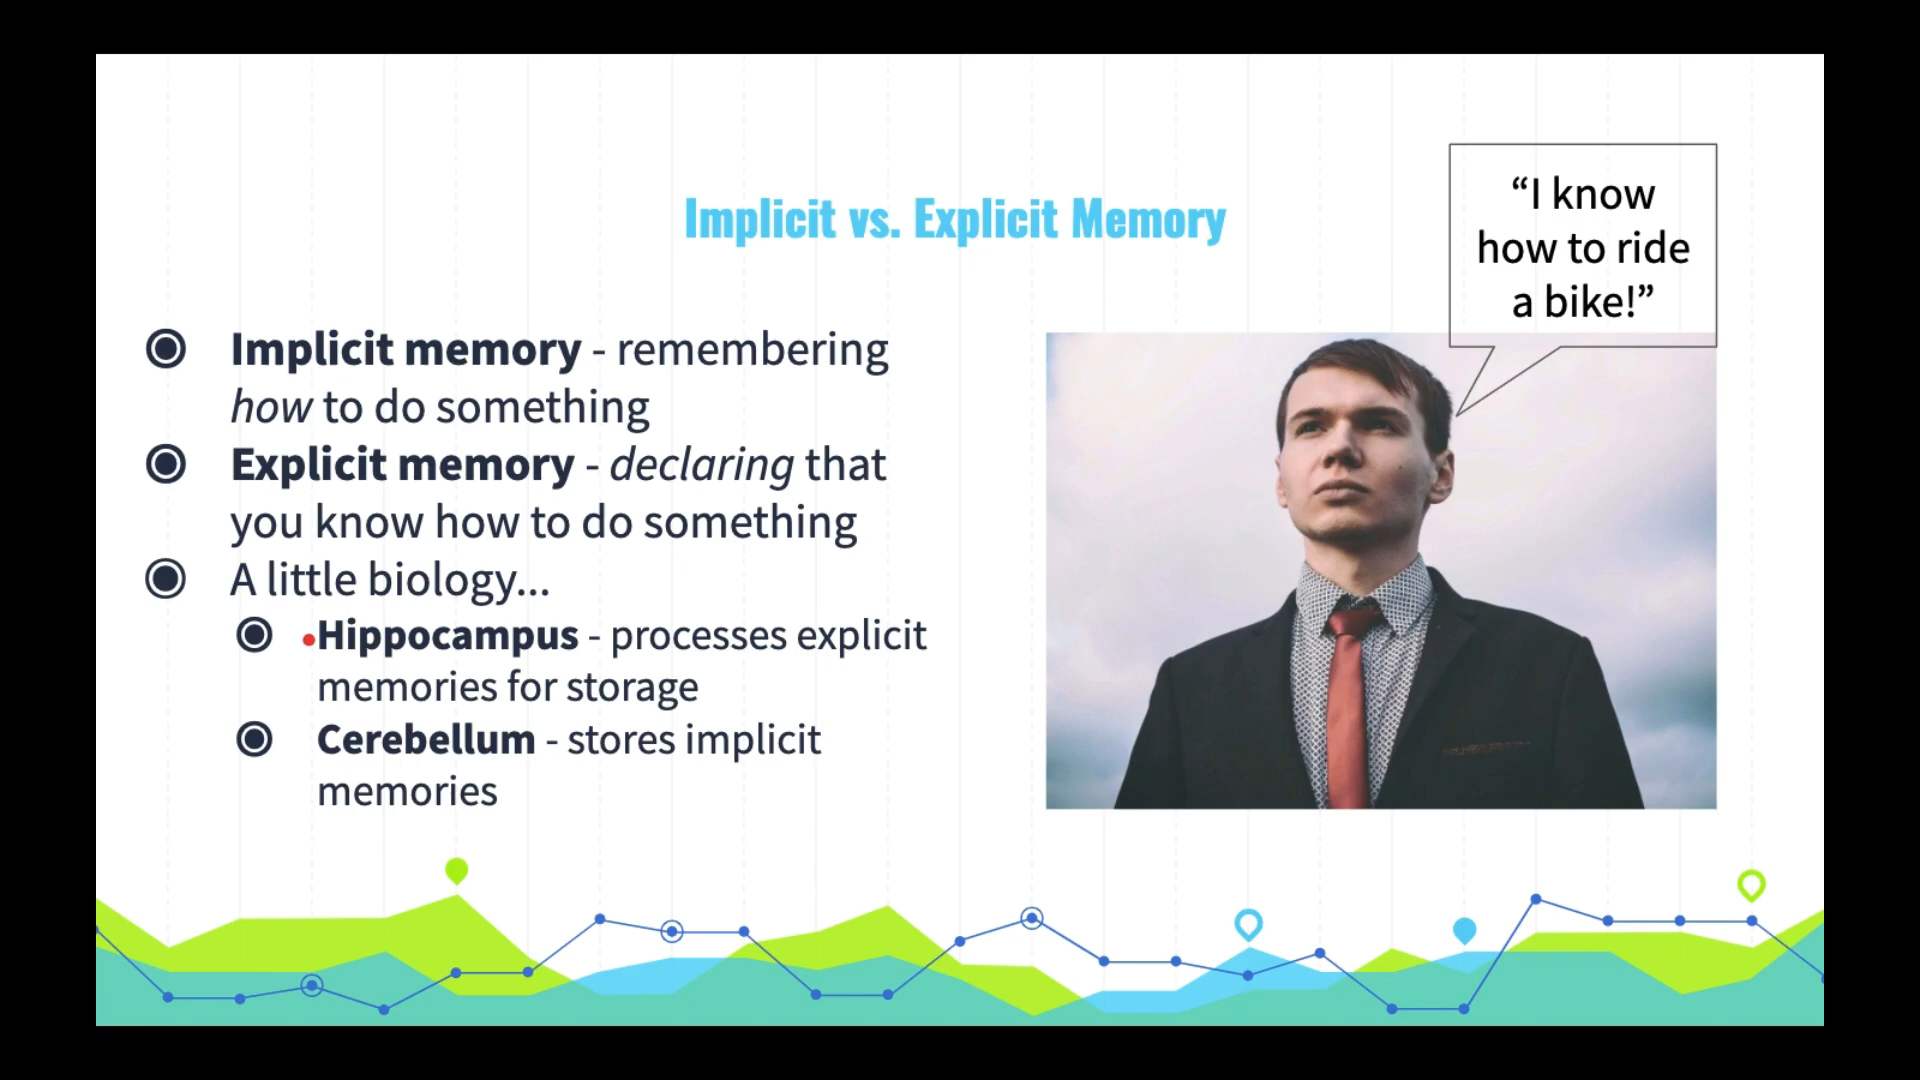 Implicit vs. Explicit Memory
“I know
how to ride
a bike!”
Implicit memory - remembering
how to do something
Explicit memory - declaring that
you know how to do something
A little biology...
Hippocampus - processes explicit
memories for storage
Cerebellum - stores implicit
memories